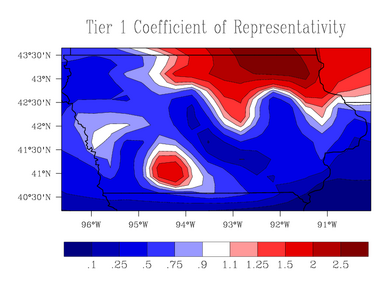 Tier 1 Coefficient of Representativity
43°30'N
43°N
42°30'N
42°N
41°30'N
41°N
40°30'N
96°W 95°W 94°W 93°W 92°W 91°W
.1 .25 .5 .75 .9 1.1 1.25 1.5 2 2.5